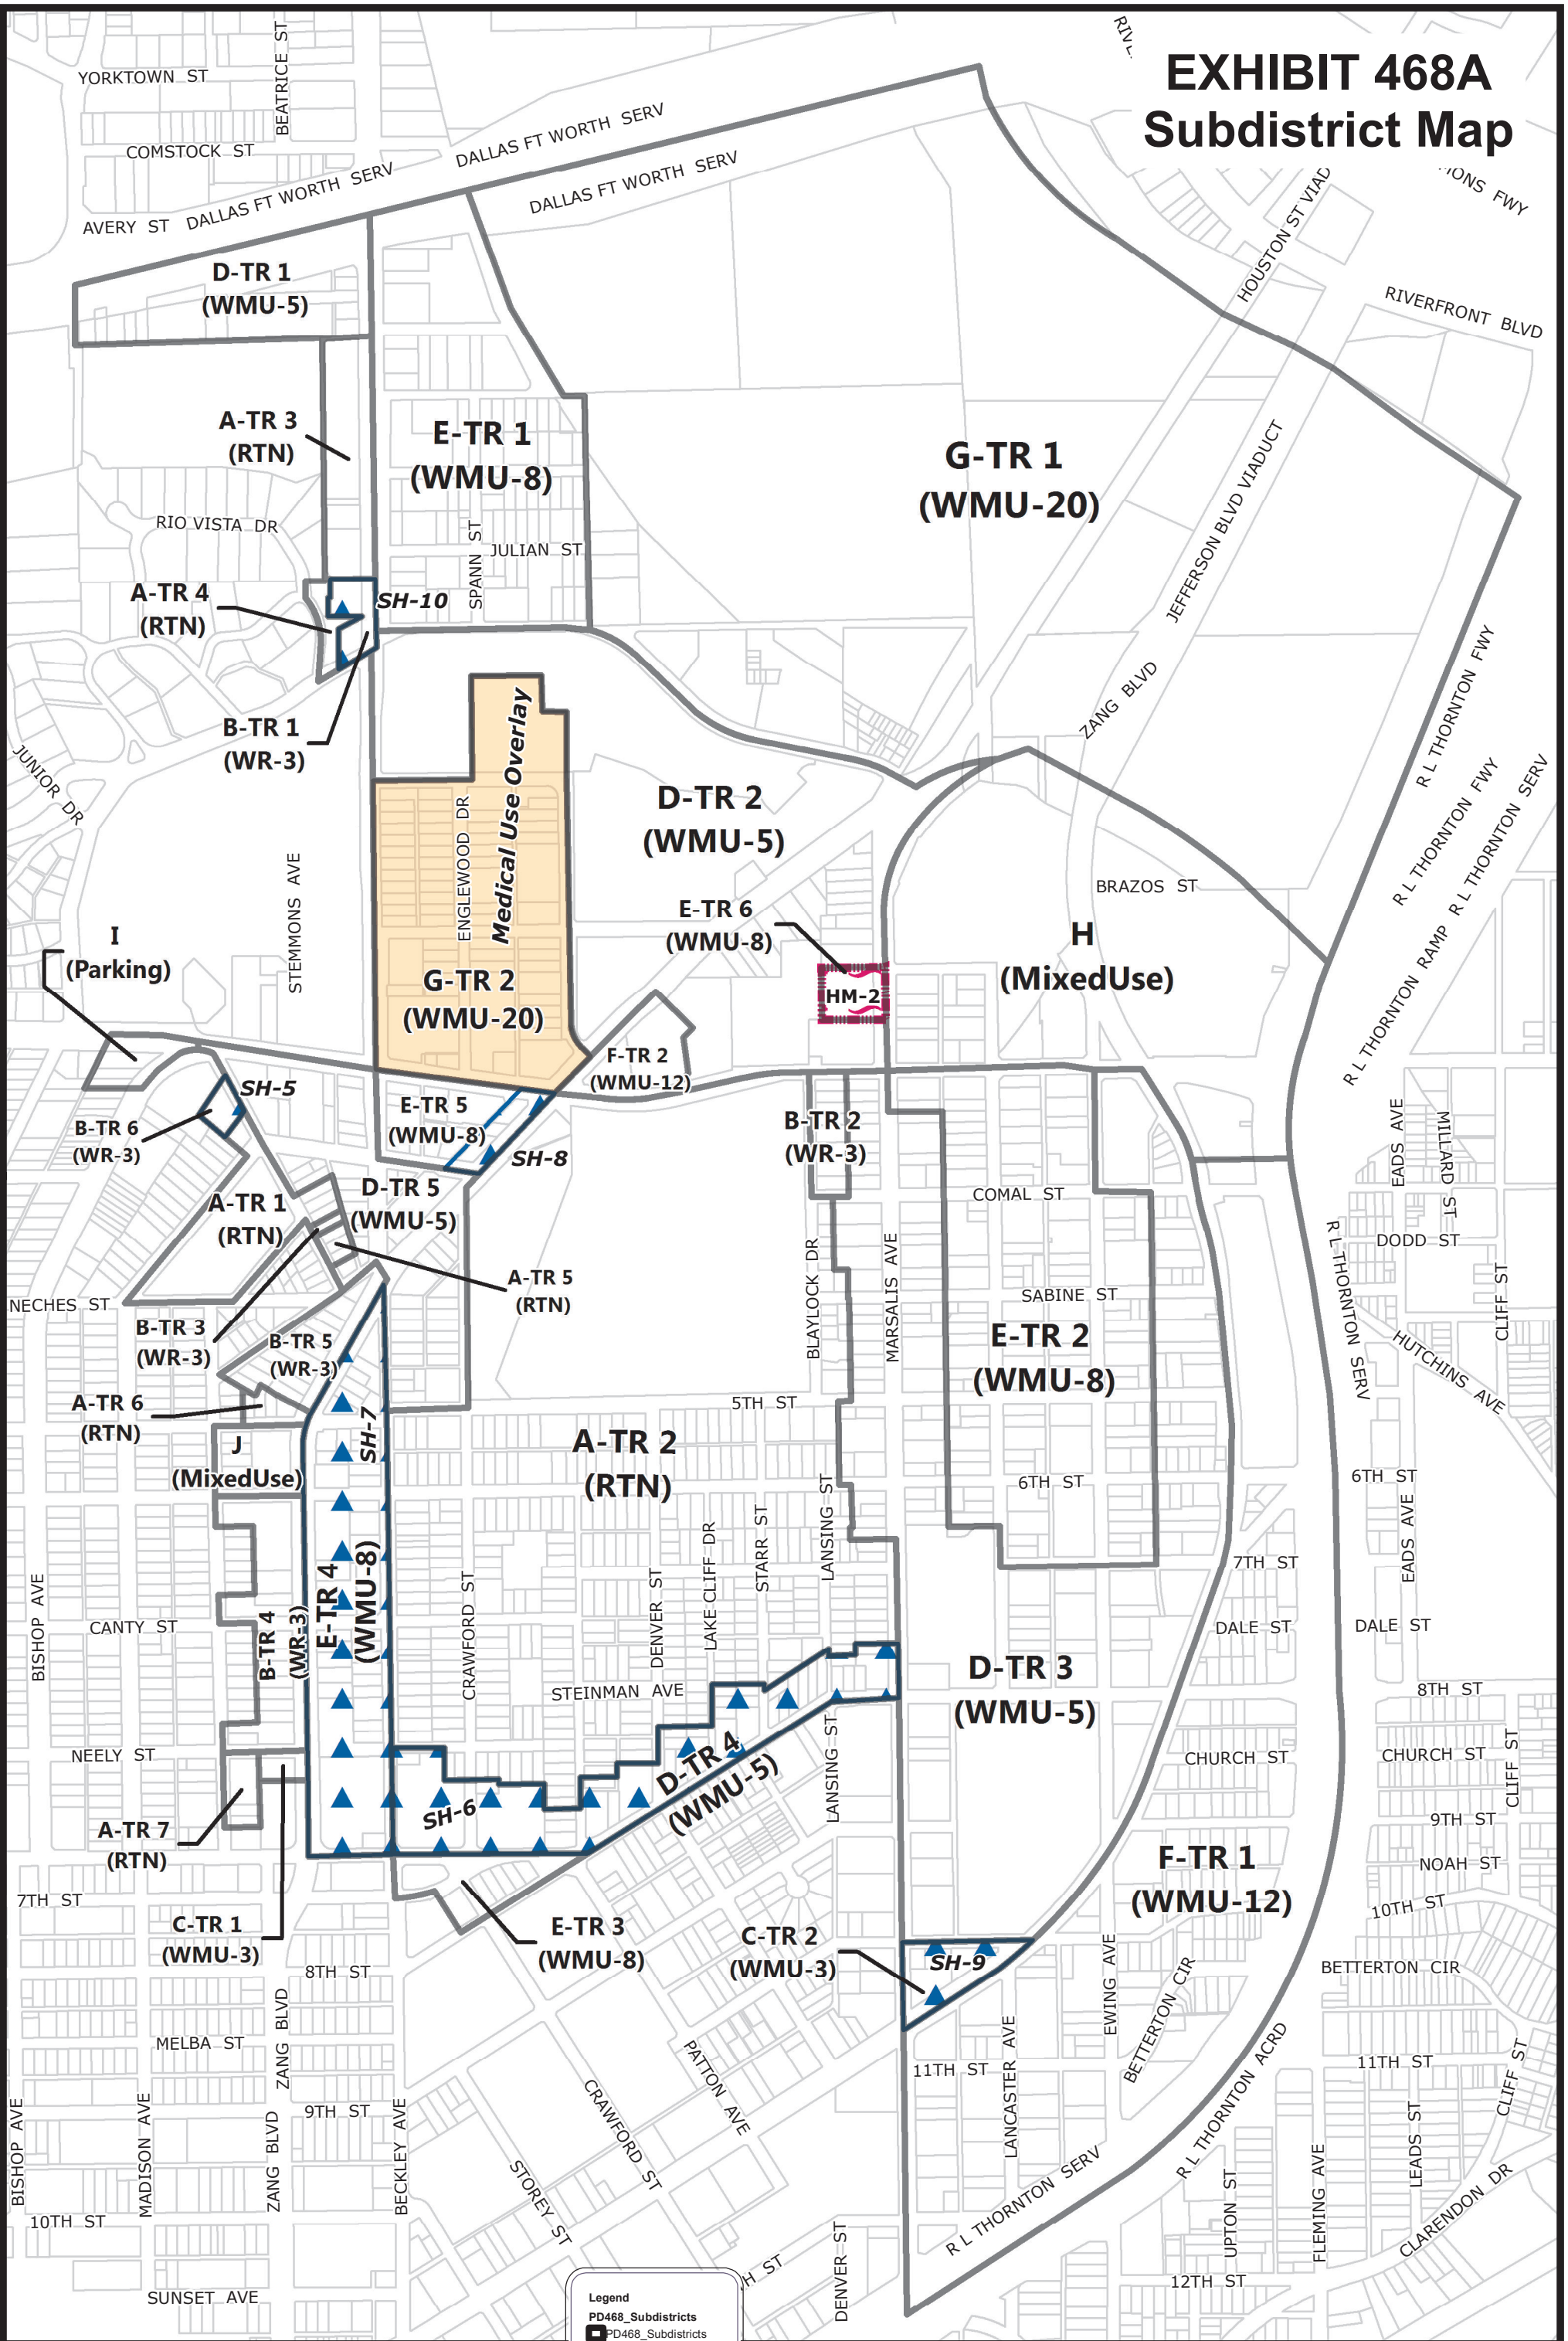 EXHIBIT 468A
Subdistrict Map
YORKTOWN ST
BEATRICE ST
COMSTOCK ST
DALLAS FT WORTH SERV
DALLAS FT WORTH SERV
DALLAS FT WORTH SERV
AVERY ST
HOUSTON ST VIAD
RIVERFRONT BLVD
D-TR 1
(WMU-5)
A-TR 3
(RTN)
E-TR 1
(WMU-8)
G-TR 1
(WMU-20)
JEFFERSON BLVD VIADUCT
RIO VISTA DR
SPANN ST
JULIAN ST
A-TR 4
(RTN)
SH-10
ZANG BLVD
R L THORNTON FWY
B-TR 1
(WR-3)
JUNIOR DR
Medical Use Overlay
ENGLEWOOD DR
D-TR 2
(WMU-5)
R L THORNTON FWY
R L THORNTON RAMP
R L THORNTON SERV
STEMMONS AVE
BRAZOS ST
E-TR 6
(WMU-8)
HM-2
H
(MixedUse)
I
(Parking)
G-TR 2
(WMU-20)
F-TR 2
(WMU-12)
SH-5
B-TR 6
(WR-3)
E-TR 5
(WMU-8)
SH-8
B-TR 2
(WR-3)
EADS AVE
MILLARD ST
A-TR 1
(RTN)
D-TR 5
(WMU-5)
COMAL ST
DODD ST
BLAYLOCK DR
MARSALIS AVE
A-TR 5
(RTN)
NECHES ST
SABINE ST
R L THORNTON SERV
CLIFF ST
B-TR 3
(WR-3)
B-TR 5
(WR-3)
E-TR 2
(WMU-8)
HUTCHINS AVE
A-TR 6
(RTN)
5TH ST
SH-7
J
(MixedUse)
A-TR 2
(RTN)
6TH ST
6TH ST
LANSING ST
STARR ST
LAKE CLIFF DR
DENVER ST
EADS AVE
7TH ST
BISHOP AVE
CANTY ST
B-TR 4
(WR-3)
E-TR 4
(WMU-8)
CRAWFORD ST
DALE ST
DALE ST
STEINMAN AVE
D-TR 3
(WMU-5)
8TH ST
NEELY ST
D-TR 4
(WMU-5)
LANSING ST
CHURCH ST
CHURCH ST
CLIFF ST
SH-6
9TH ST
A-TR 7
(RTN)
F-TR 1
(WMU-12)
NOAH ST
7TH ST
10TH ST
C-TR 1
(WMU-3)
E-TR 3
(WMU-8)
C-TR 2
(WMU-3)
SH-9
8TH ST
EWING AVE
BETTERTON CIR
BETTERTON CIR
ZANG BLVD
MELBA ST
PATTON AVE
11TH ST
LANCASTER AVE
R L THORNTON ACRD
11TH ST
CLIFF ST
BISHOP AVE
MADISON AVE
9TH ST
ZANG BLVD
BECKLEY AVE
CRAWFORD ST
STOREY ST
R L THORNTON SERV
UPTON ST
FLEMING AVE
LEADS ST
CLARENDON DR
10TH ST
DENVER ST
12TH ST
SUNSET AVE
Legend
PD468_Subdistricts
PD468_Subdistricts